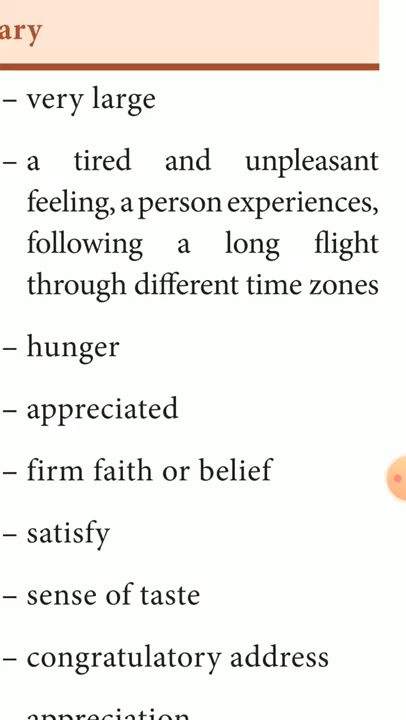 ary
– very large
– a tired and unpleasant
feeling, a person experiences,
following a long flight
through different time zones
– hunger
– appreciated
– firm faith or belief
– satisfy
– sense of taste
– congratulatory address
appreciation